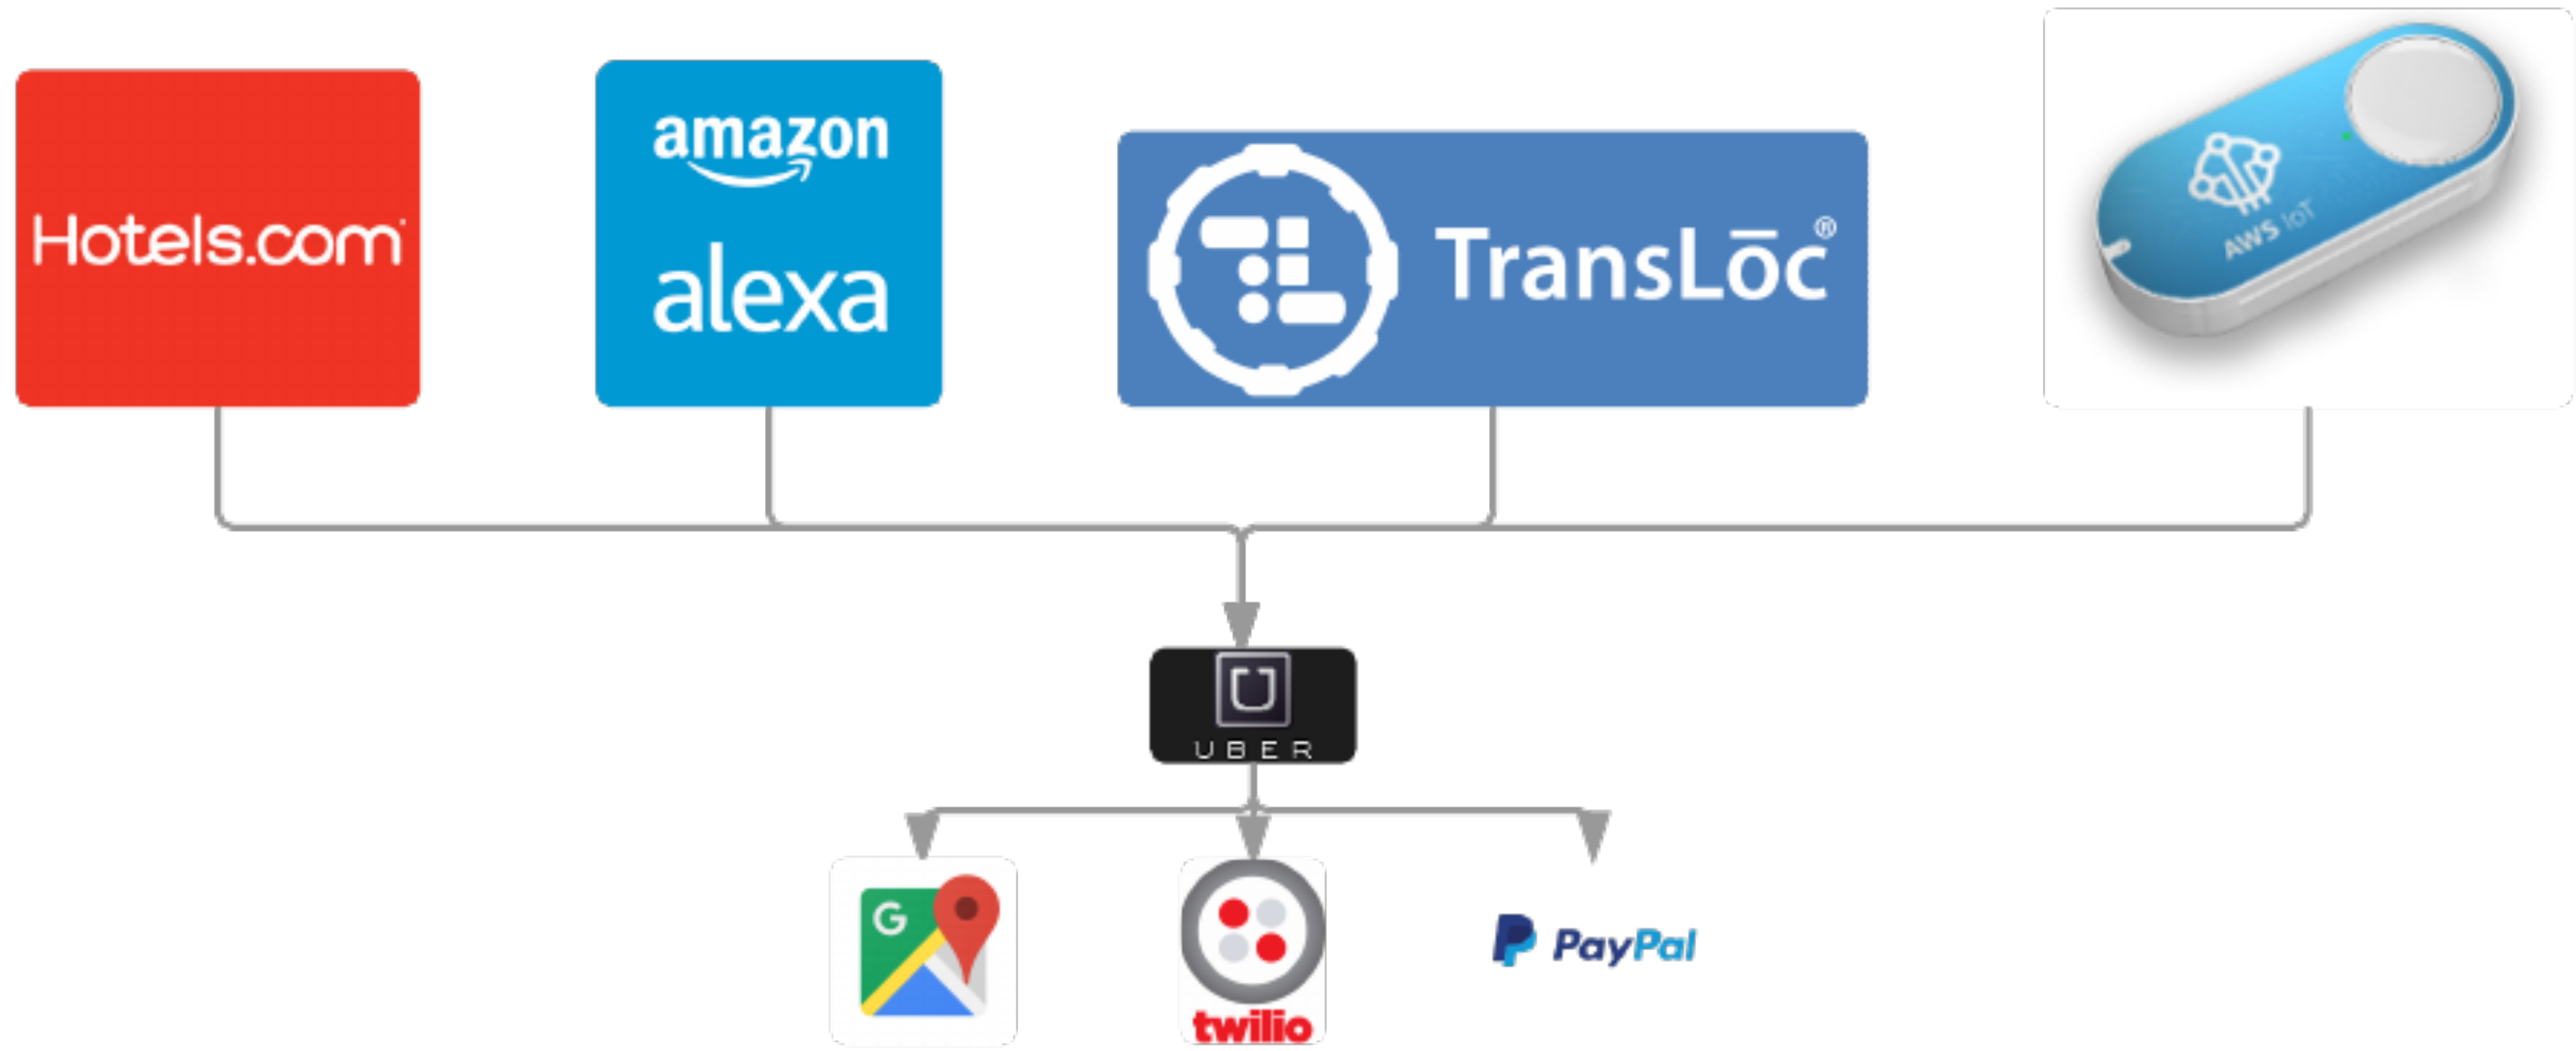 Hotels.com
amazon
alexa
TransLōc®
AWS IoT
U
UBER
G
twilio
PayPal